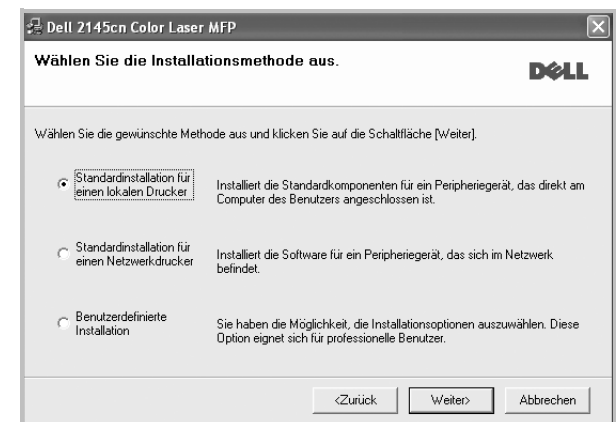 Dell 2145cn Color Laser MFP
Wählen Sie die Installationsmethode aus.
DELL
Wählen Sie die gewünschte Methode aus und klicken Sie auf die Schaltfläche [Weiter].
Standardinstallation für
einen lokalen Drucker
Installiert die Standardkomponenten für ein Peripheriegerät, das direkt am
Computer des Benutzers angeschlossen ist.
Standardinstallation für
einen Netzwerkdrucker
Installiert die Software für ein Peripheriegerät, das sich im Netzwerk
befindet.
Benutzerdefinierte
Installation
Sie haben die Möglichkeit, die Installationsoptionen auszuwählen. Diese
Option eignet sich für professionelle Benutzer.
<Zurück
Weiter>
Abbrechen